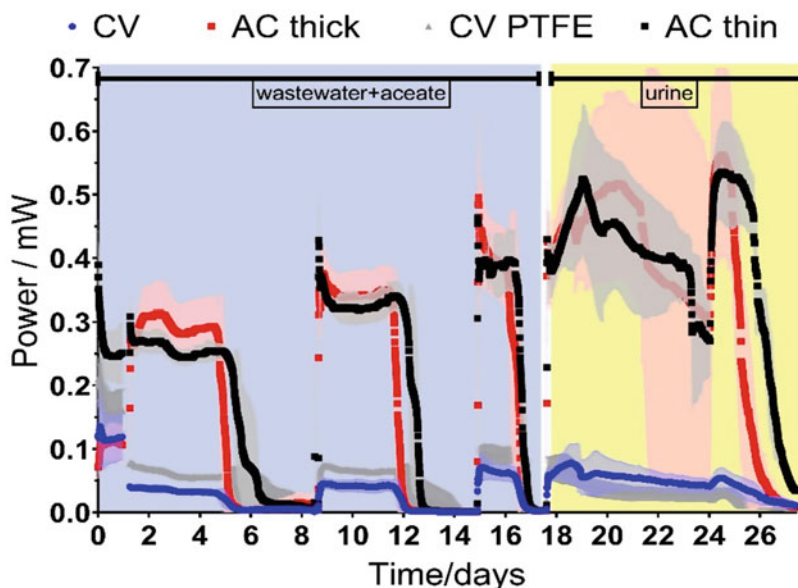 CV AC thick CV PTFE AC thin
0.7
wastewater+aceate urine
0.6
0.5
0.4
0.3
0.2
0.1
0.0
Power / mW
0 2 4 6 8 10 12 14 16 18 20 22 24 26
Time/days